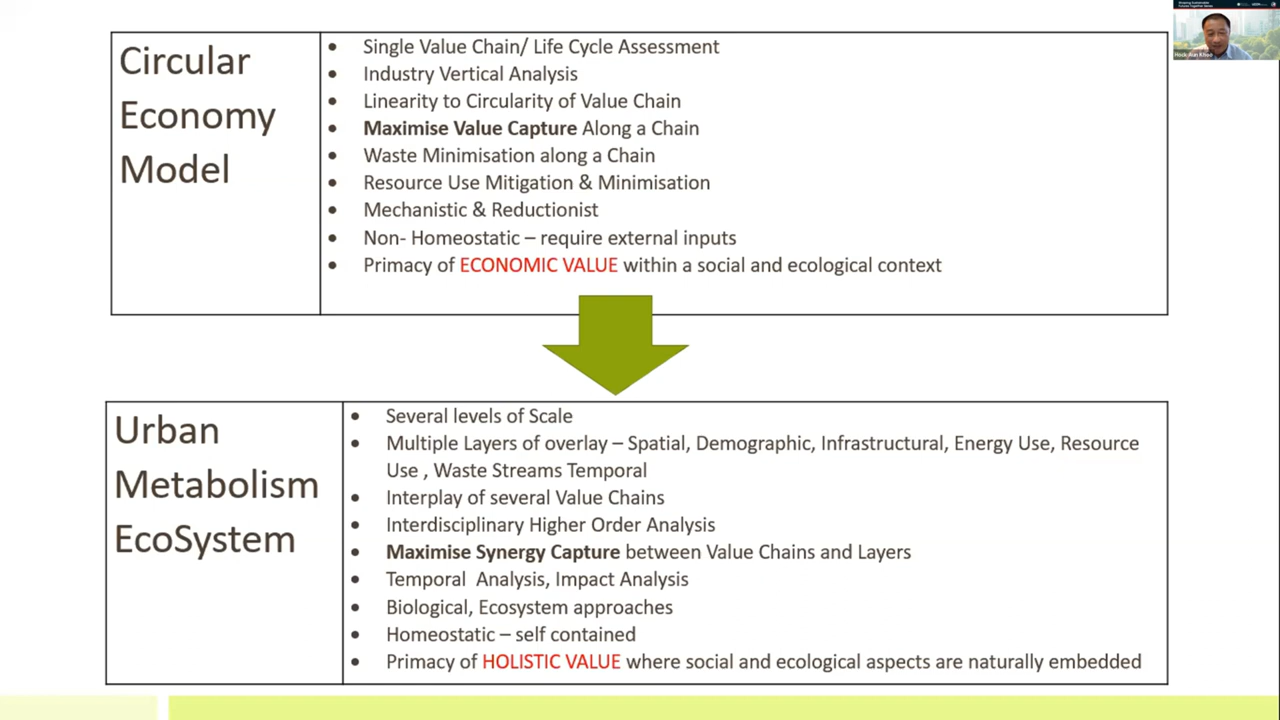 Circular
Economy
Model
• Single Value Chain/ Life Cycle Assessment
• Industry Vertical Analysis
• Linearity to Circularity of Value Chain
• Maximise Value Capture Along a Chain
• Waste Minimisation along a Chain
• Resource Use Mitigation & Minimisation
• Mechanistic & Reductionist
• Non- Homeostatic – require external inputs
• Primacy of ECONOMIC VALUE within a social and ecological context
Urban
Metabolism
EcoSystem
• Several levels of Scale
• Multiple Layers of overlay – Spatial, Demographic, Infrastructural, Energy Use, Resource
Use , Waste Streams Temporal
• Interplay of several Value Chains
• Interdisciplinary Higher Order Analysis
• Maximise Synergy Capture between Value Chains and Layers
• Temporal Analysis, Impact Analysis
• Biological, Ecosystem approaches
• Homeostatic – self contained
• Primacy of HOLISTIC VALUE where social and ecological aspects are naturally embedded